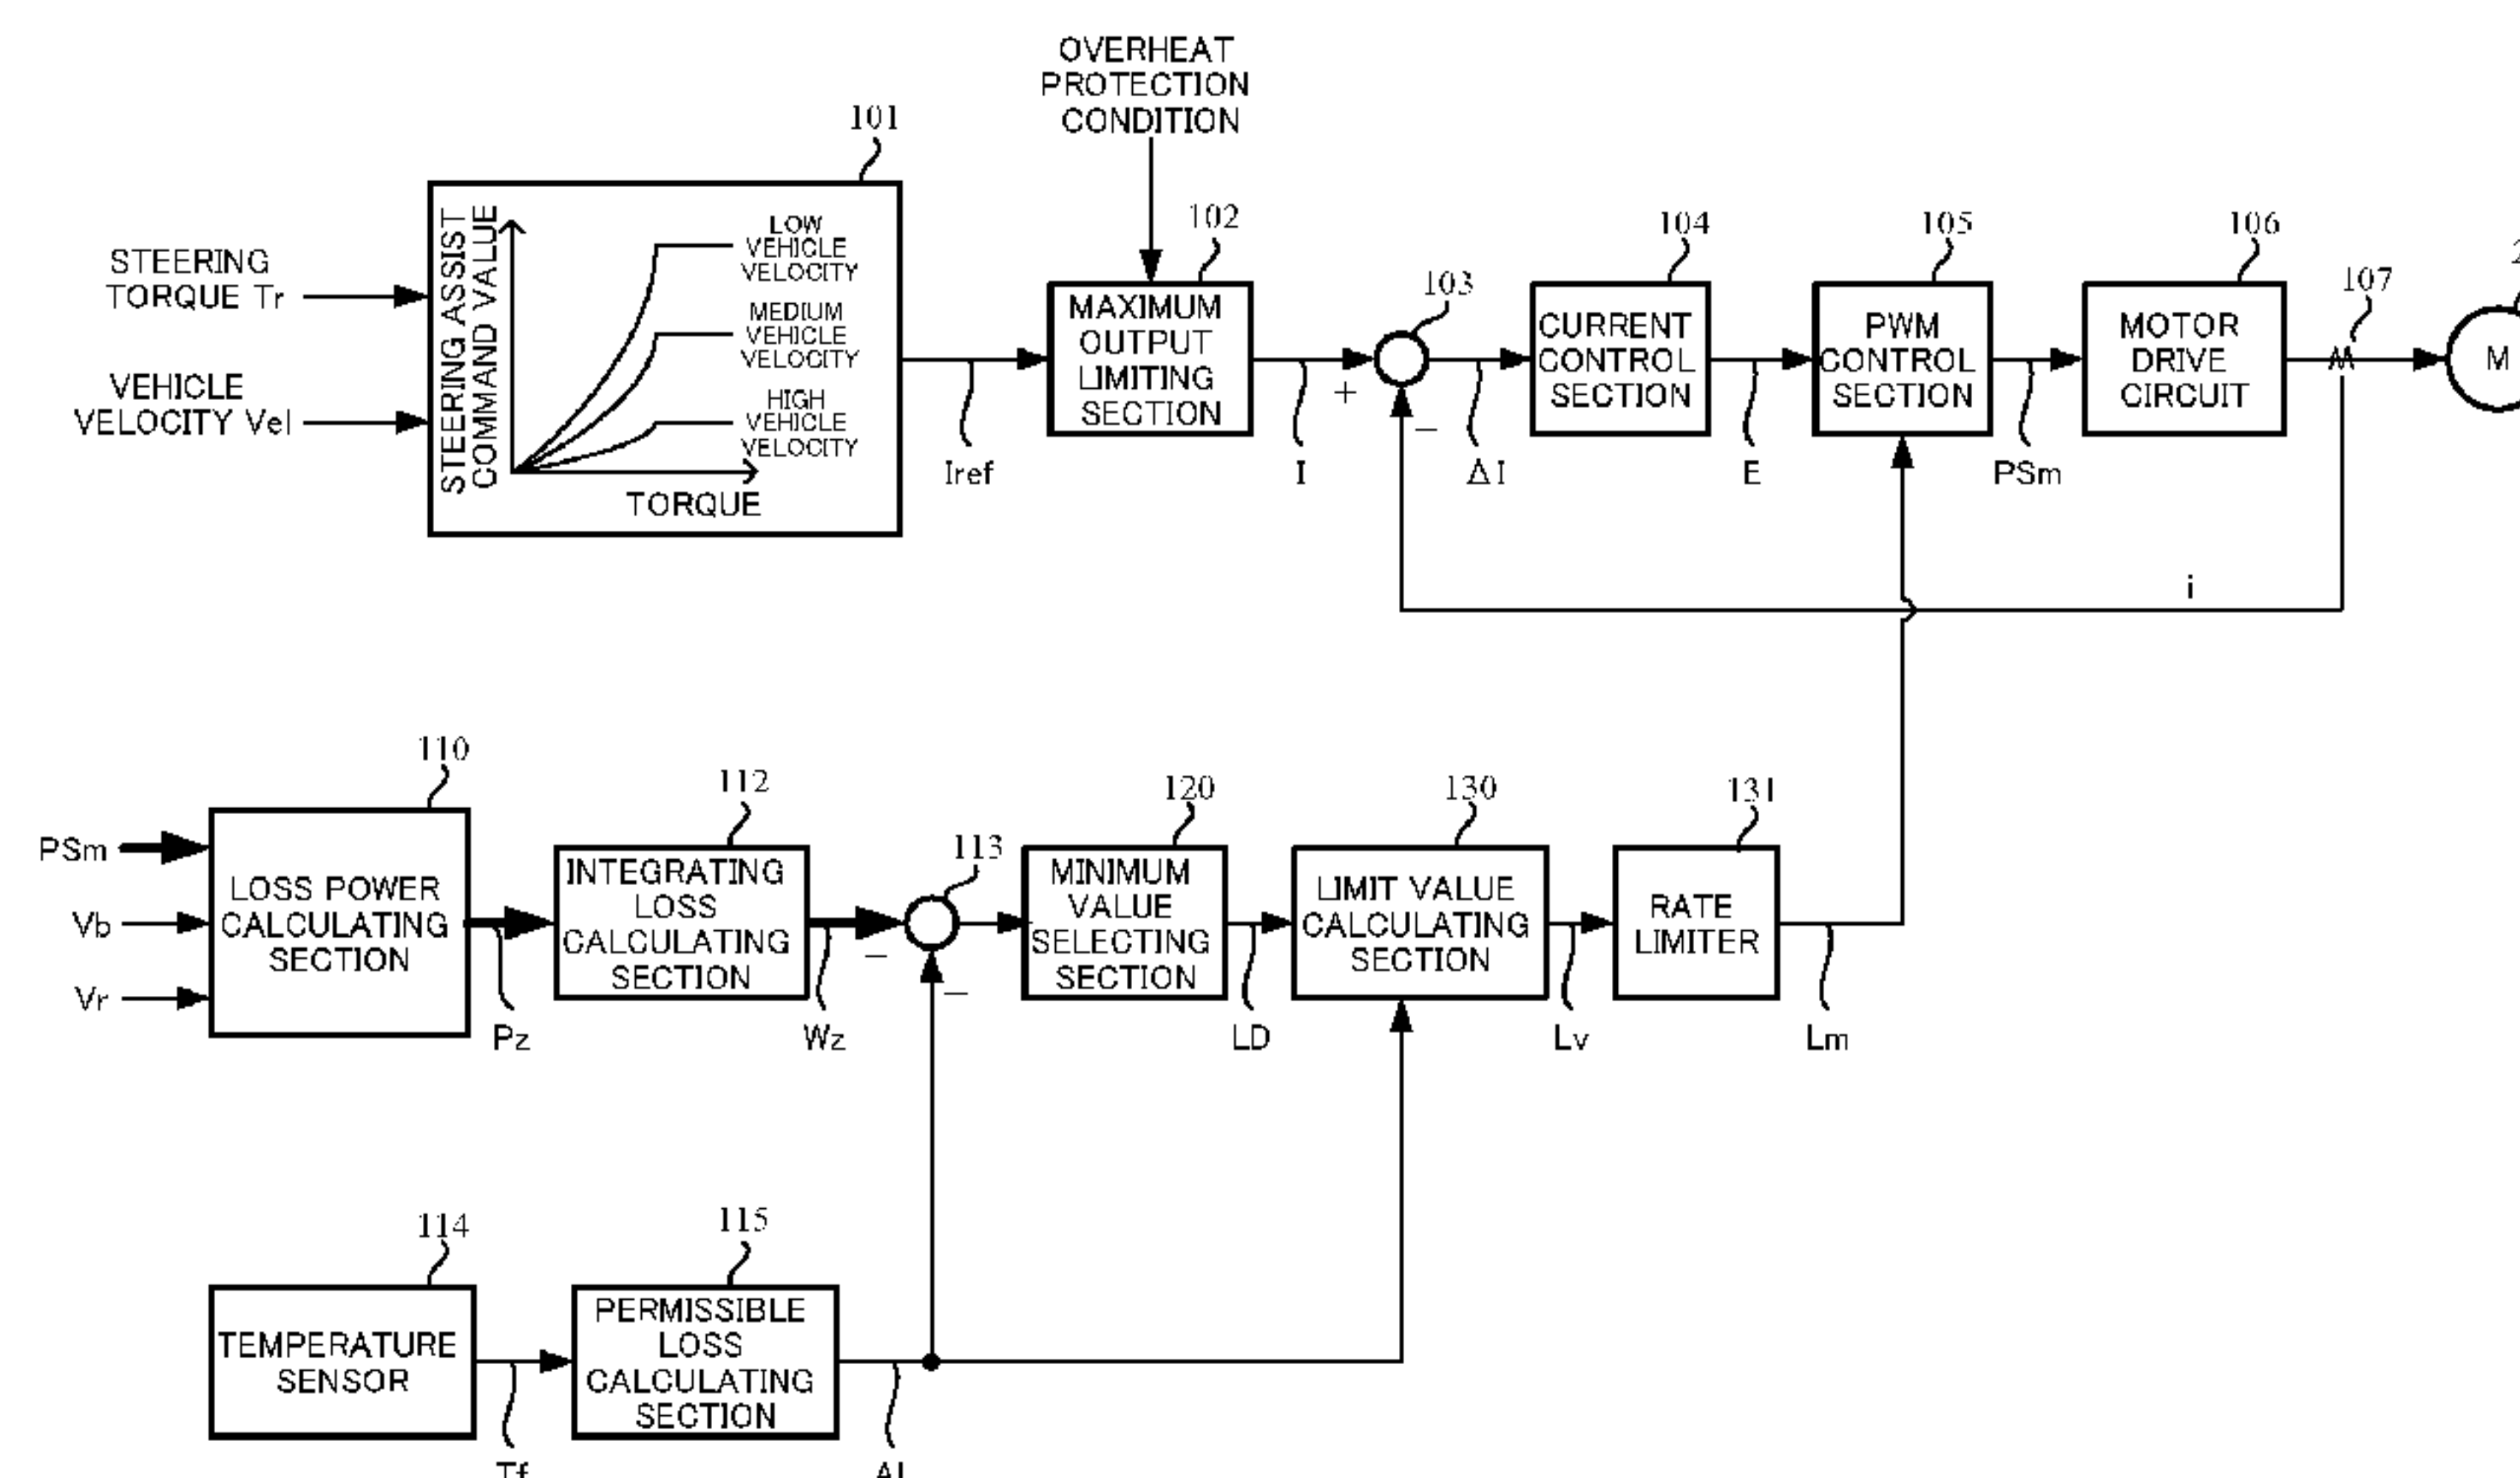 OVERHEAT
PROTECTION
CONDITION
101
STEERING
TORQUE Tr
VEHICLE
VELOCITY Vel
STEERING ASSIST
COMMAND VALUE
LOW
VEHICLE
VELOCITY
MEDIUM
VEHICLE
VELOCITY
HIGH
VEHICLE
VELOCITY
TORQUE
Iref
102
MAXIMUM
OUTPUT
LIMITING
SECTION
I
103
+
−
ΔI
104
CURRENT
CONTROL
SECTION
E
105
PWM
CONTROL
SECTION
PSm
106
MOTOR
DRIVE
CIRCUIT
107
M
i
110
PSm
Vb
Vr
LOSS POWER
CALCULATING
SECTION
Pz
112
INTEGRATING
LOSS
CALCULATING
SECTION
Wz
113
−
−
120
MINIMUM
VALUE
SELECTING
SECTION
LD
130
LIMIT VALUE
CALCULATING
SECTION
Lv
131
RATE
LIMITER
Lm
114
TEMPERATURE
SENSOR
Tf
115
PERMISSIBLE
LOSS
CALCULATING
SECTION